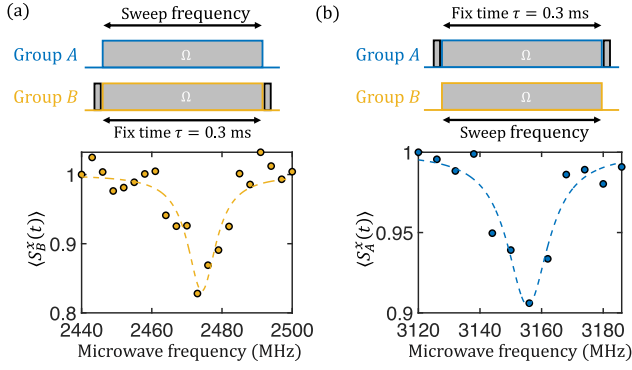 (a)
Sweep frequency
Group A
Ω
Group B
Ω
Fix time τ = 0.3 ms
⟨S_B^x(t)⟩
1
0.9
0.8
2440 2460 2480 2500
Microwave frequency (MHz)
(b)
Fix time τ = 0.3 ms
Group A
Ω
Group B
Ω
Sweep frequency
⟨S_A^x(t)⟩
1
0.95
0.9
3120 3140 3160 3180
Microwave frequency (MHz)